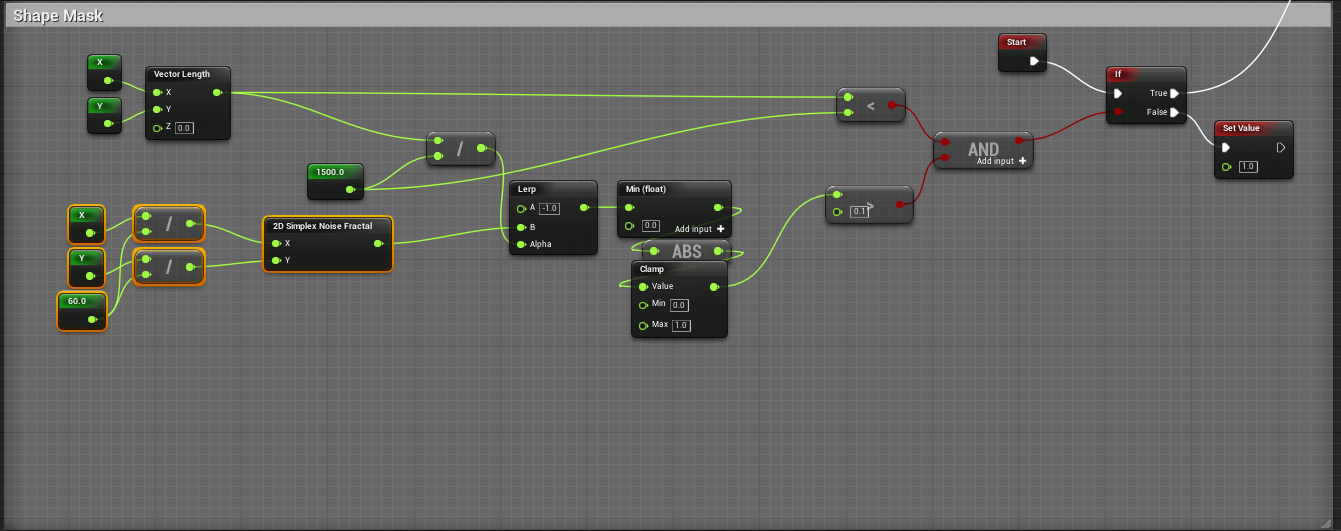 Shape Mask
Start
X
Vector Length
If
X
True
Y
Y
<
False
Z 0.0
Set Value
/
AND
Add input +
1500.0
1.0
Lerp
Min (float)
A -1.0
0.1
>
X
/
2D Simplex Noise Fractal
0.0
B
Add input +
X
Alpha
Y
/
Y
ABS
Clamp
Value
60.0
Min 0.0
Max 1.0